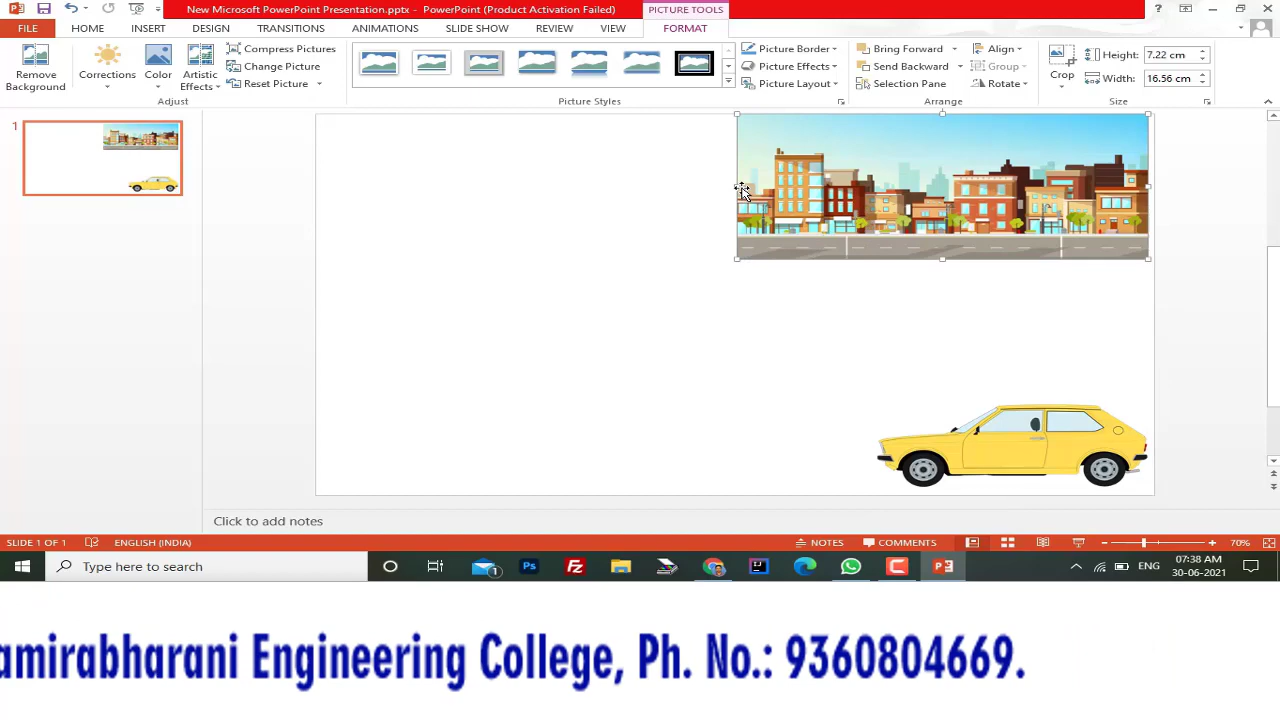 New Microsoft PowerPoint Presentation.pptx - PowerPoint (Product Activation Failed)
PICTURE TOOLS
?
FILE HOME INSERT DESIGN TRANSITIONS ANIMATIONS SLIDE SHOW REVIEW VIEW FORMAT
Remove Background
Corrections
Color
Artistic Effects
Compress Pictures
Change Picture
Reset Picture
Adjust
Picture Styles
Picture Border
Picture Effects
Picture Layout
Bring Forward
Send Backward
Selection Pane
Align
Group
Rotate
Arrange
Crop
Height: 7.22 cm
Width: 16.56 cm
Size
1
Click to add notes
SLIDE 1 OF 1 ENGLISH (INDIA) NOTES COMMENTS 70%
Type here to search
1
Ps
ENG
07:38 AM
30-06-2021
amirabharani Engineering College, Ph. No.: 9360804669.